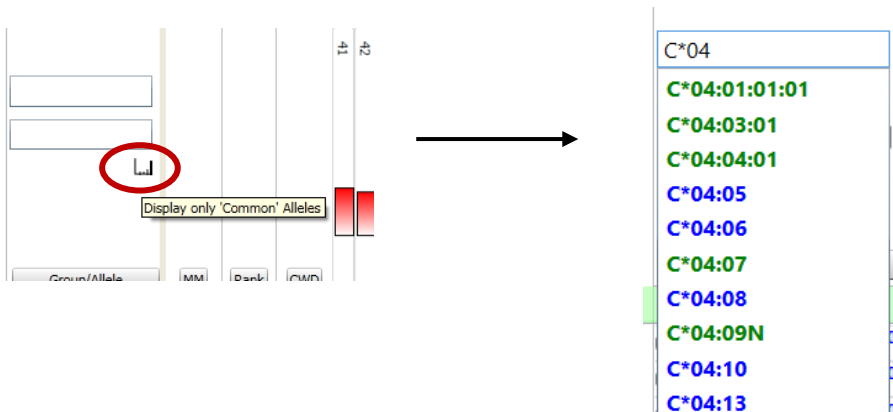 41 42
Display only 'Common' Alleles
Group/Allele MM Rank CWD
C*04
C*04:01:01:01
C*04:03:01
C*04:04:01
C*04:05
C*04:06
C*04:07
C*04:08
C*04:09N
C*04:10
C*04:13